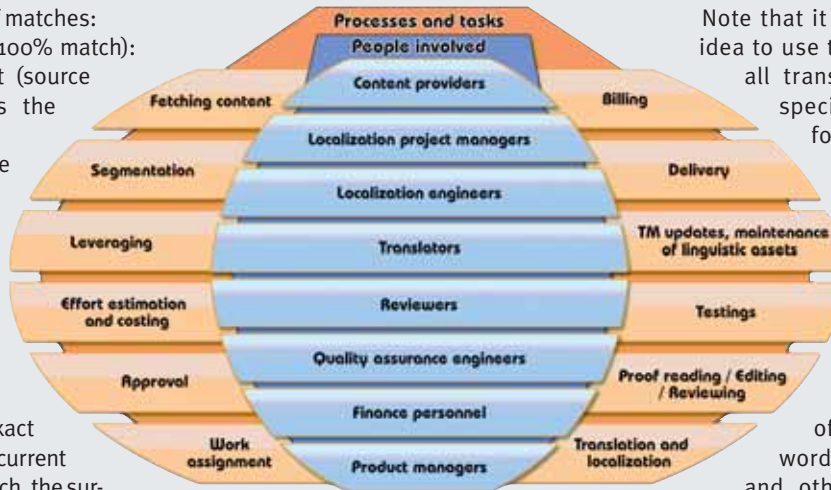 matches:
100% match):
t (source
s the
e
xact
current
ch the sur-
Processes and tasks
People involved
Content providers
Localization project managers
Localization engineers
Translators
Reviewers
Quality assurance engineers
Finance personnel
Product managers
Fetching content
Segmentation
Leveraging
Effort estimation
and costing
Approval
Work
assignment
Billing
Delivery
TM updates, maintenance
of linguistic assets
Testings
Proof reading / Editing
/ Reviewing
Translation and
localization
Note that it
idea to use t
all trans
speci
fo
of
word
and oth